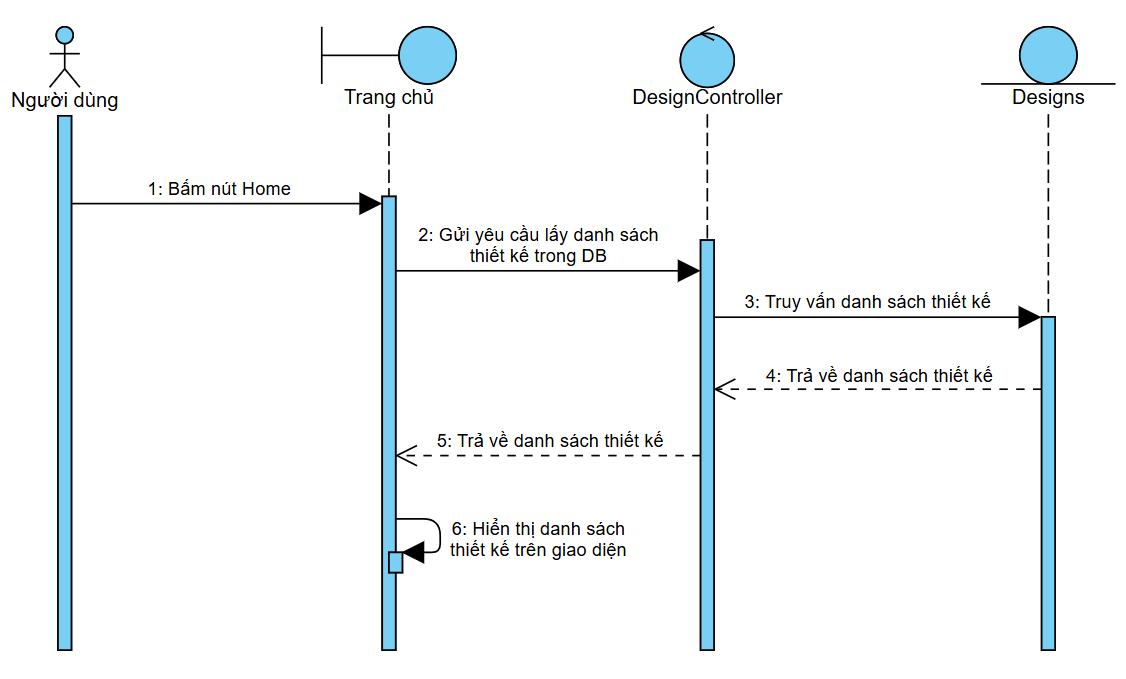 Người dùng
Trang chủ
DesignController
Designs
1: Bấm nút Home
2: Gửi yêu cầu lấy danh sách
thiết kế trong DB
3: Truy vấn danh sách thiết kế
4: Trả về danh sách thiết kế
5: Trả về danh sách thiết kế
6: Hiển thị danh sách
thiết kế trên giao diện